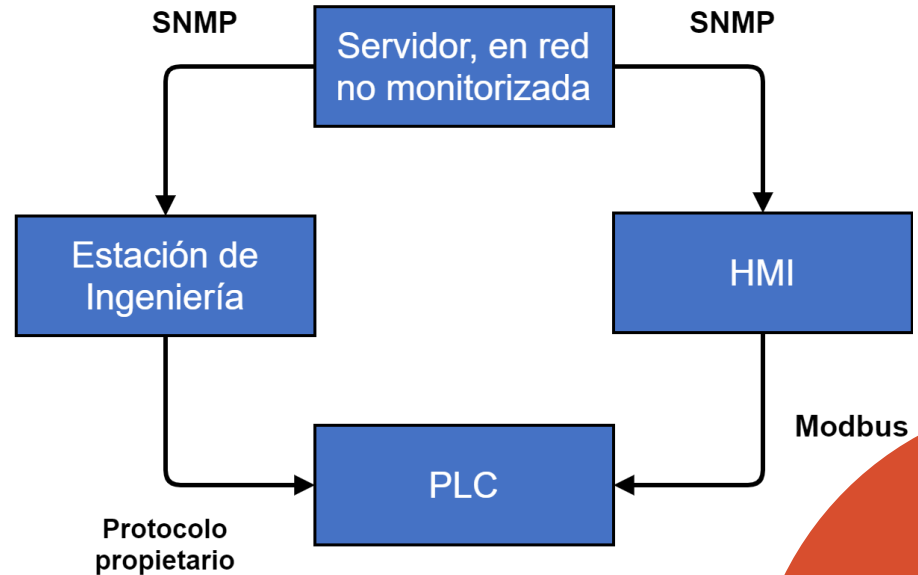 SNMP
Servidor, en red
no monitorizada
SNMP
Estación de
Ingeniería
HMI
Modbus
PLC
Protocolo
propietario